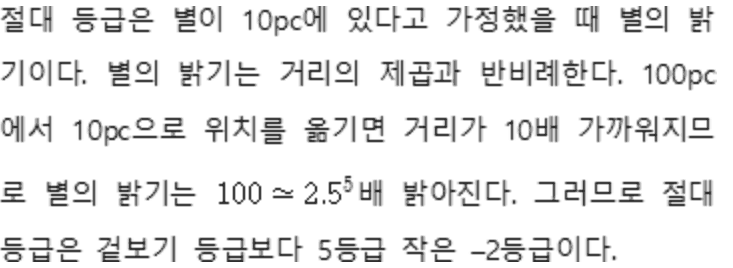 절대 등급은 별이 10pc에 있다고 가정했을 때 별의 밝
기이다. 별의 밝기는 거리의 제곱과 반비례한다. 100pc
에서 10pc으로 위치를 옮기면 거리가 10배 가까워지므
로 별의 밝기는 100 ≃ 2.5⁵배 밝아진다. 그러므로 절대
등급은 겉보기 등급보다 5등급 작은 –2등급이다.